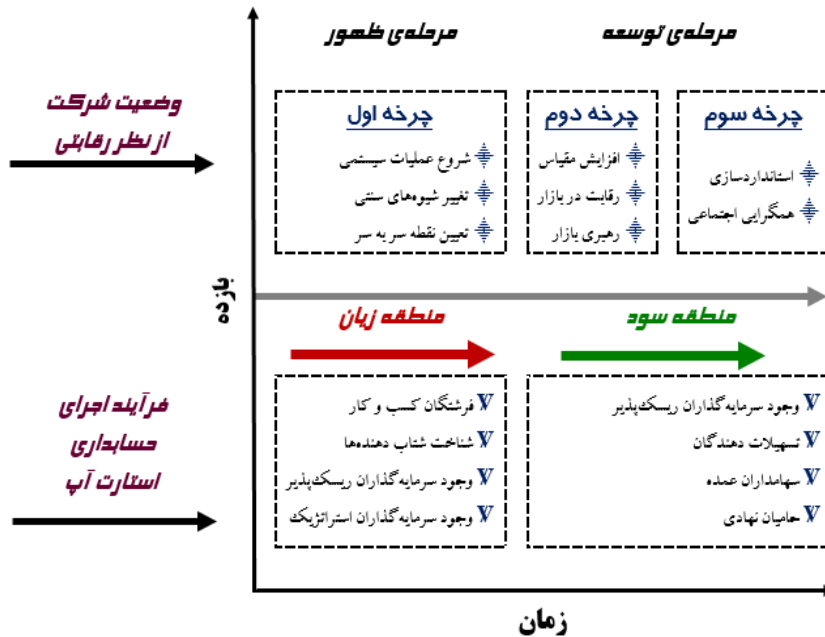 مرحله‌ی ظهور
مرحله‌ی توسعه
وضعیت شرکت
از نظر رقابتی
چرخه اول
شروع عملیات سیستمی
تغییر شیوه‌های سنتی
تعیین نقطه سر به سر
چرخه دوم
افزایش مقیاس
رقابت در بازار
رهبری بازار
چرخه سوم
استانداردسازی
همگرایی اجتماعی
بازده
منطقه زیان
منطقه سود
فرآیند اجرای
حسابداری
استارت آپ
فرشتگان کسب و کار
شناخت شتاب دهنده‌ها
وجود سرمایه‌گذاران ریسک‌پذیر
وجود سرمایه‌گذاران استراتژیک
وجود سرمایه‌گذاران ریسک‌پذیر
تسهیلات دهندگان
سهامداران عمده
حامیان نهادی
زمان